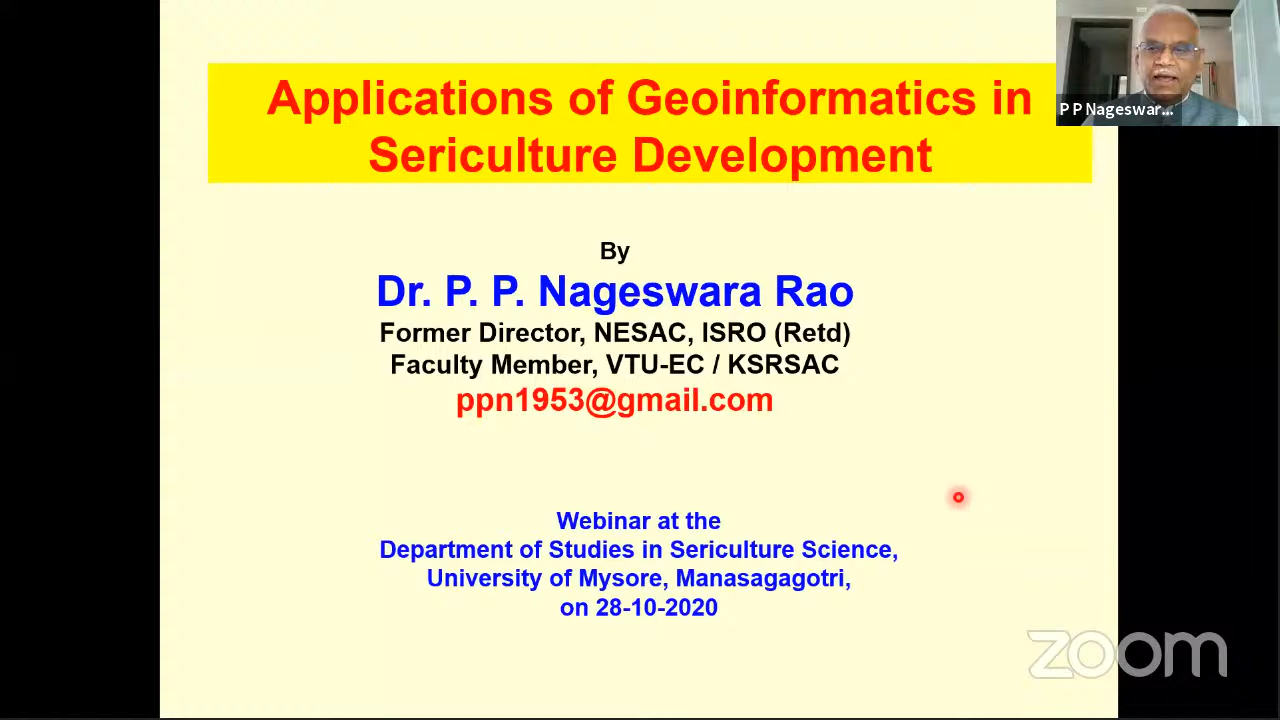 Applications of Geoinformatics in
Sericulture Development
P P Nageswar...
By
Dr. P. P. Nageswara Rao
Former Director, NESAC, ISRO (Retd)
Faculty Member, VTU-EC / KSRSAC
ppn1953@gmail.com
Webinar at the
Department of Studies in Sericulture Science,
University of Mysore, Manasagagotri,
on 28-10-2020
zoom